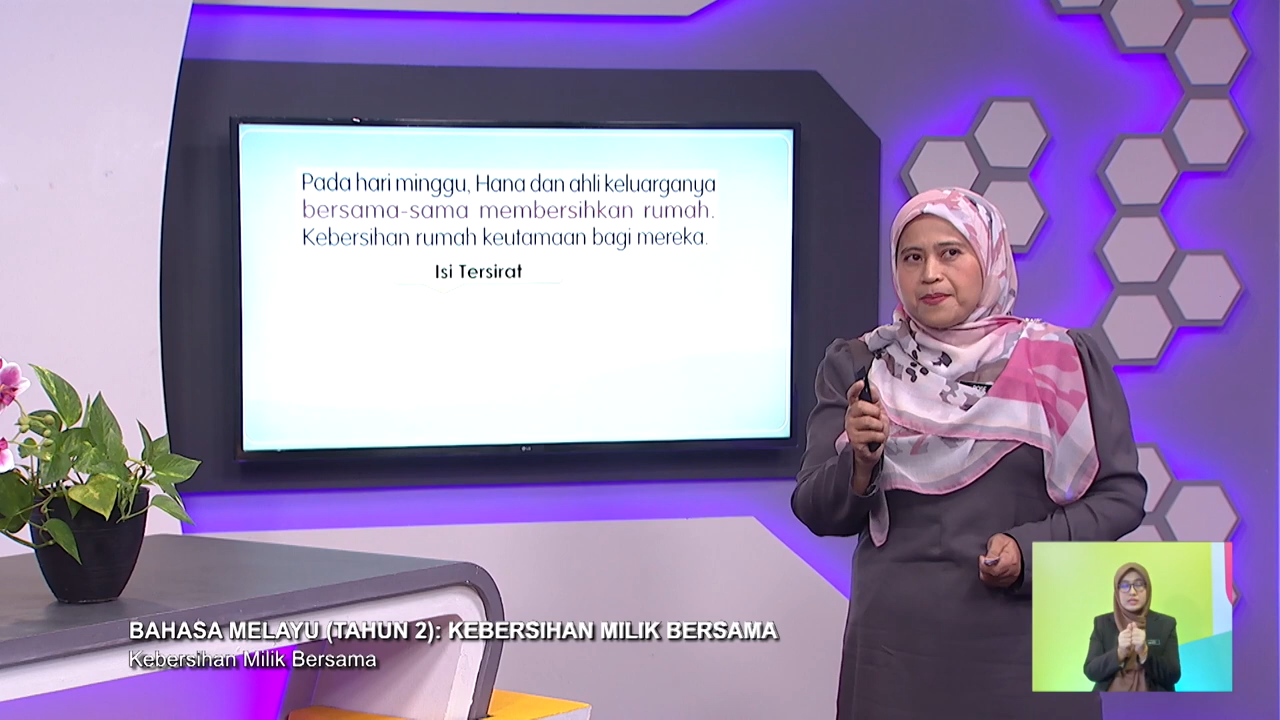 Pada hari minggu, Hana dan ahli keluarganya
bersama-sama membersihkan rumah.
Kebersihan rumah keutamaan bagi mereka.
Isi Tersirat
LG
BAHASA MELAYU (TAHUN 2): KEBERSIHAN MILIK BERSAMA
Kebersihan Milik Bersama